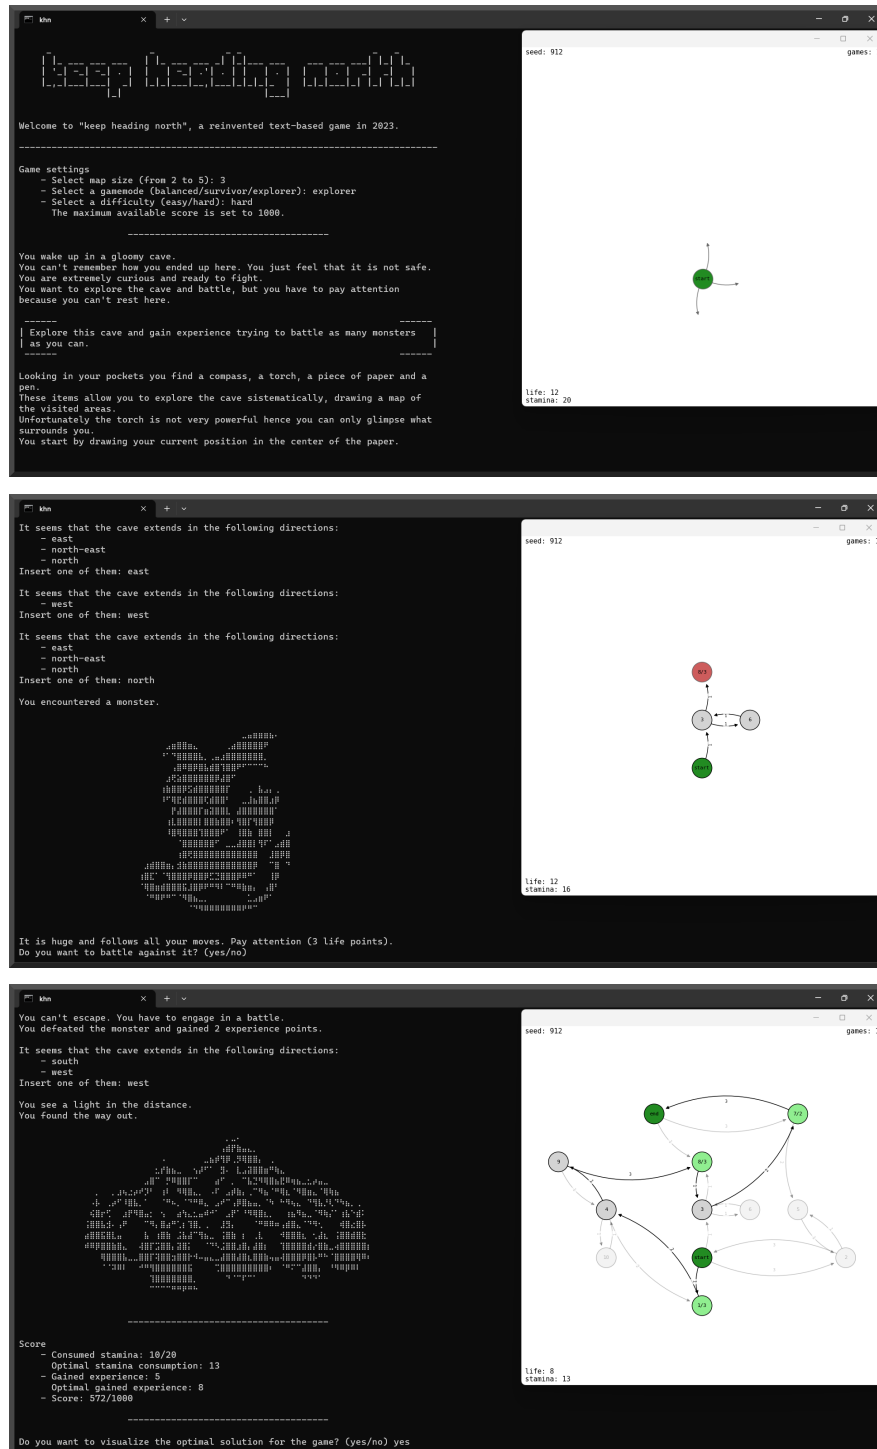 khn
Welcome to "keep heading north", a reinvented text-based game in 2023.
Game settings
- Select map size (from 2 to 5): 3
- Select a gamemode (balanced/survivor/explorer): explorer
- Select a difficulty (easy/hard): hard
The maximum available score is set to 1000.
You wake up in a gloomy cave.
You can't remember how you ended up here. You just feel that it is not safe.
You are extremely curious and ready to fight.
You want to explore the cave and battle, but you have to pay attention
because you can't rest here.
Explore this cave and gain experience trying to battle as many monsters
as you can.
Looking in your pockets you find a compass, a torch, a piece of paper and a
pen.
These items allow you to explore the cave sistematically, drawing a map of
the visited areas.
Unfortunately the torch is not very powerful hence you can only glimpse what
surrounds you.
You start by drawing your current position in the center of the paper.
seed: 912
games:
start
life: 12
stamina: 20
khn
It seems that the cave extends in the following directions:
- east
- north-east
- north
Insert one of them: east
It seems that the cave extends in the following directions:
- west
Insert one of them: west
It seems that the cave extends in the following directions:
- east
- north-east
- north
Insert one of them: north
You encountered a monster.
It is huge and follows all your moves. Pay attention (3 life points).
Do you want to battle against it? (yes/no)
seed: 912
games:
3
6
start
life: 12
stamina: 16
khn
You can't escape. You have to engage in a battle.
You defeated the monster and gained 2 experience points.
It seems that the cave extends in the following directions:
- south
- west
Insert one of them: west
You see a light in the distance.
You found the way out.
Score
- Consumed stamina: 10/20
Optimal stamina consumption: 13
- Gained experience: 5
Optimal gained experience: 8
- Score: 572/1000
Do you want to visualize the optimal solution for the game? (yes/no) yes
seed: 912
games:
3
end
7/2
9
3
4
3
start
1/3
life: 8
stamina: 13